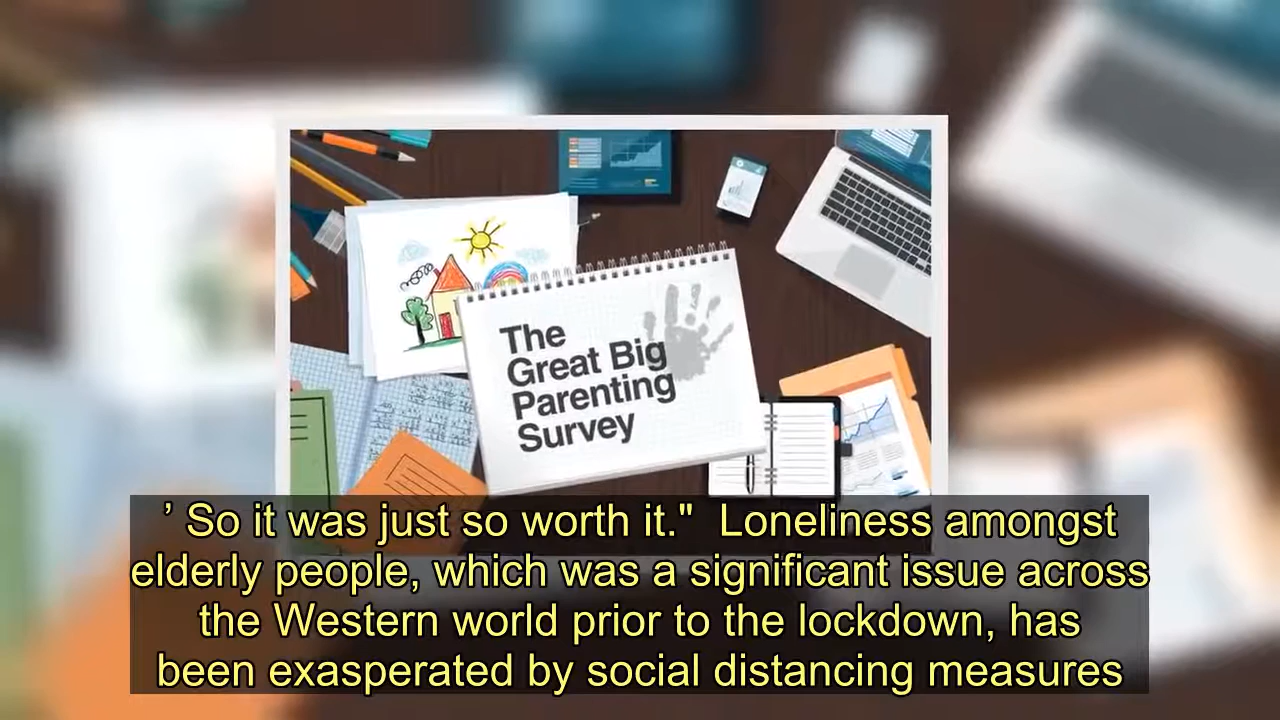 The
Great Big
Parenting
Survey
’ So it was just so worth it."  Loneliness amongst
elderly people, which was a significant issue across
the Western world prior to the lockdown, has
been exasperated by social distancing measures